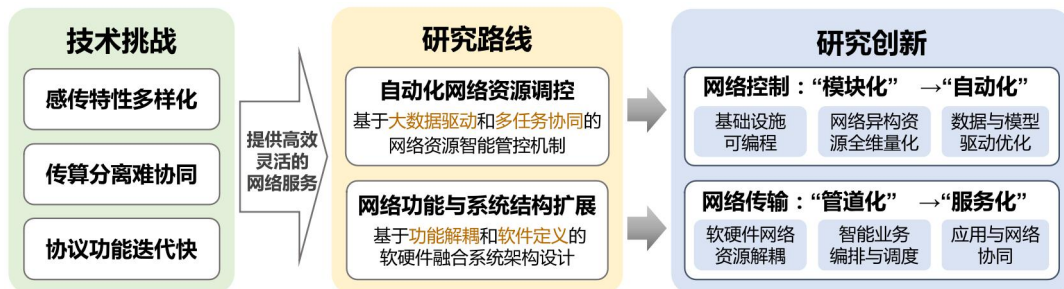 技术挑战
感传特性多样化
传算分离难协同
协议功能迭代快
提供高效
灵活的
网络服务
研究路线
自动化网络资源调控
基于大数据驱动和多任务协同的
网络资源智能管控机制
网络功能与系统结构扩展
基于功能解耦和软件定义的
软硬件融合系统架构设计
研究创新
网络控制：“模块化” →“自动化”
基础设施
可编程
网络异构资
源全维量化
数据与模型
驱动优化
网络传输：“管道化” →“服务化”
软硬件网络
资源解耦
智能业务
编排与调度
应用与网络
协同